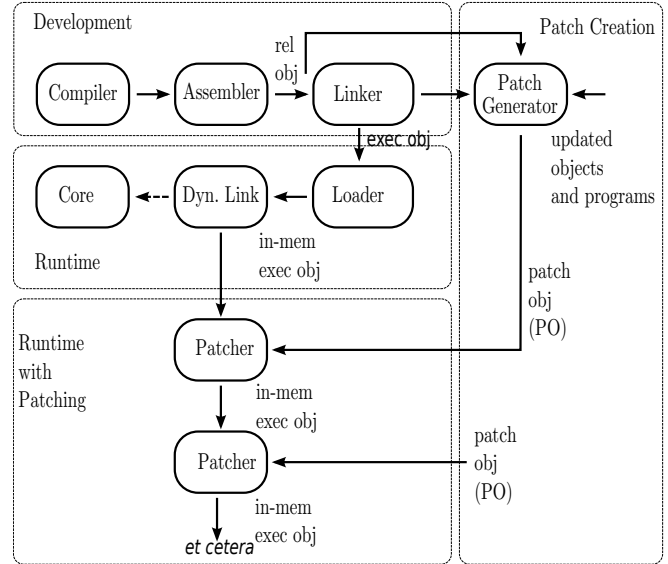 Development
Patch Creation
rel
obj
Compiler
Assembler
Linker
Patch
Generator
exec obj
updated
objects
and programs
Core
Dyn. Link
Loader
in-mem
exec obj
Runtime
patch
obj
(PO)
Runtime
with
Patching
Patcher
in-mem
exec obj
Patcher
patch
obj
(PO)
in-mem
exec obj
et cetera